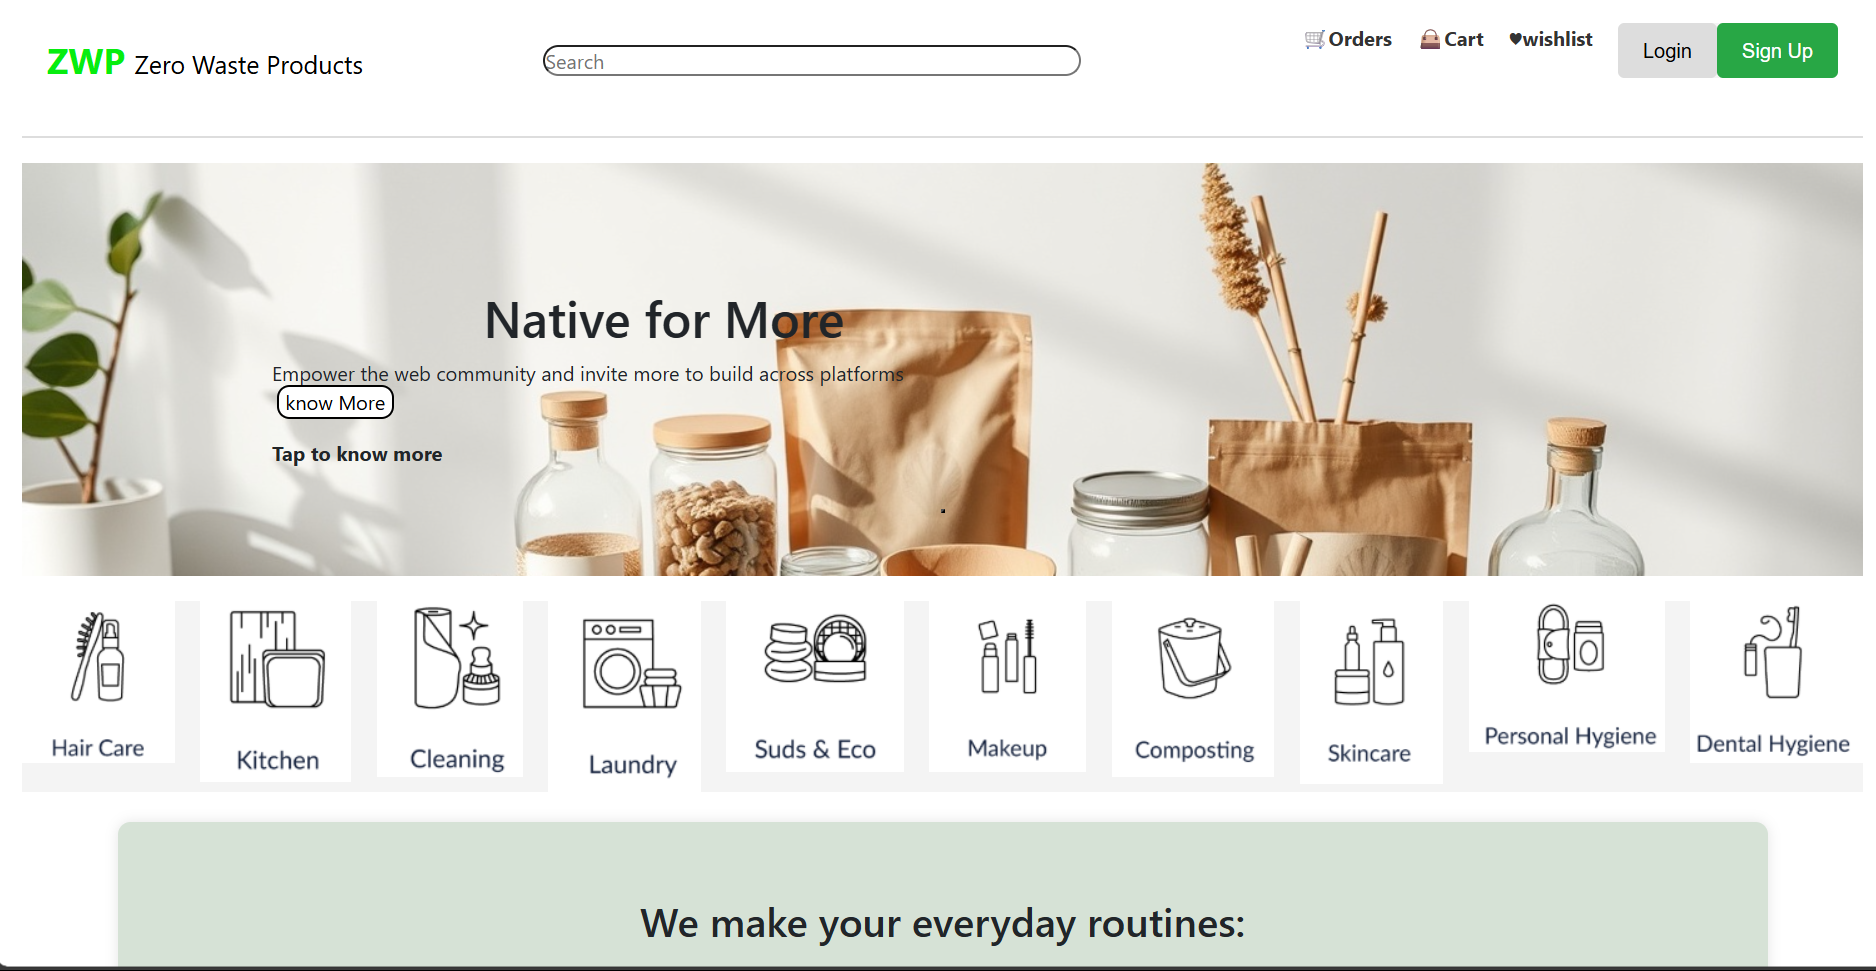 ZWP Zero Waste Products
Search
🛒Orders
👜Cart
♥wishlist
Login
Sign Up
Native for More
Empower the web community and invite more to build across platforms
know More
Tap to know more
Hair Care
Kitchen
Cleaning
Laundry
Suds & Eco
Makeup
Composting
Skincare
Personal Hygiene
Dental Hygiene
We make your everyday routines: